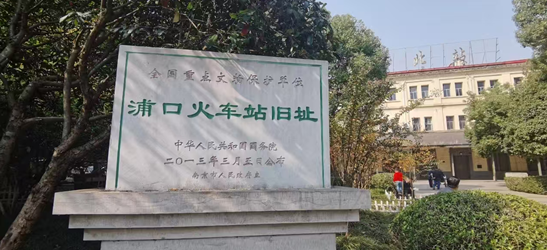 全国重点文物保护单位
浦口火车站旧址
中华人民共和国国务院
二〇一三年三月五日公布
南京市人民政府立